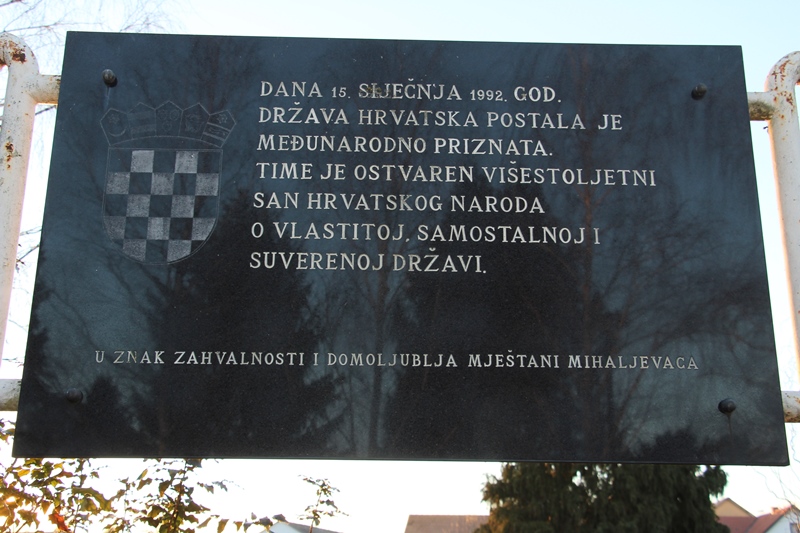 DANA 15. SIJEČNJA 1992. GOD.
DRŽAVA HRVATSKA POSTALA JE
MEĐUNARODNO PRIZNATA.
TIME JE OSTVAREN VIŠESTOLJETNI
SAN HRVATSKOG NARODA
O VLASTITOJ, SAMOSTALNOJ I
SUVERENOJ DRŽAVI.
U ZNAK ZAHVALNOSTI I DOMOLJUBLJA MJEŠTANI MIHALJEVACA